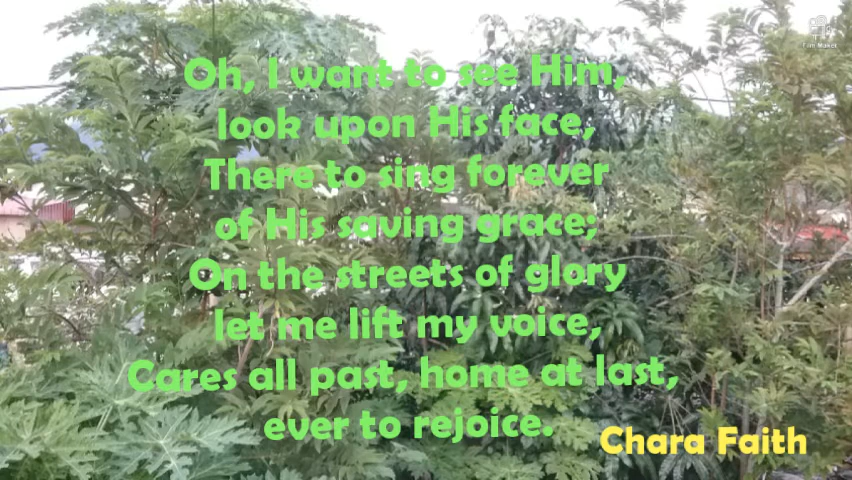 Film Maker
Oh, I want to see Him,
look upon His face,
There to sing forever
of His saving grace;
On the streets of glory
let me lift my voice,
Cares all past, home at last,
ever to rejoice.
Chara Faith